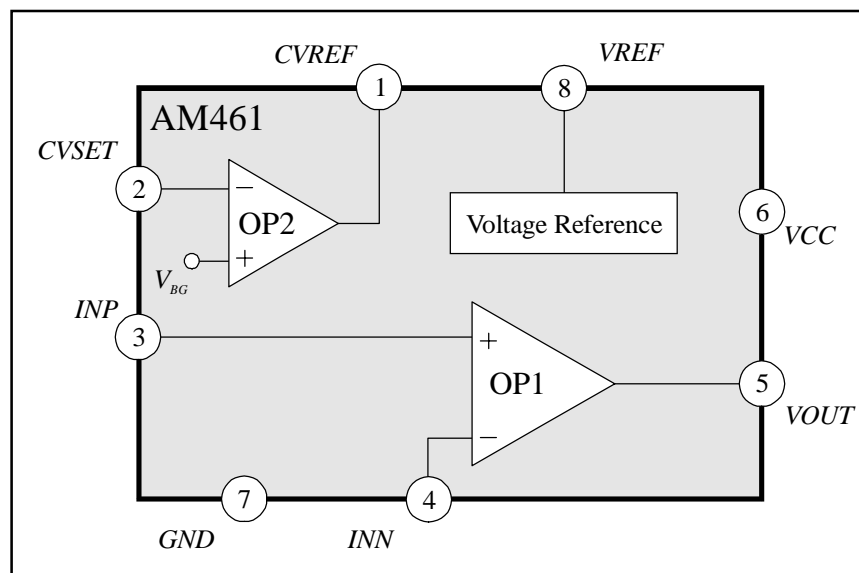 CVREF
VREF
1
8
AM461
CVSET
2
−
OP2
+
V_BG
Voltage Reference
6
VCC
INP
3
+
OP1
−
5
VOUT
7
4
GND
INN